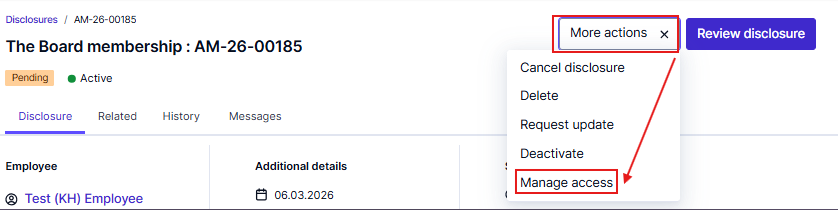 Disclosures / AM-26-00185
The Board membership : AM-26-00185
More actions ×
Review disclosure
Pending Active
Cancel disclosure
Delete
Request update
Deactivate
Manage access
Disclosure Related History Messages
Employee
Additional details
S
Test (KH) Employee
06.03.2026